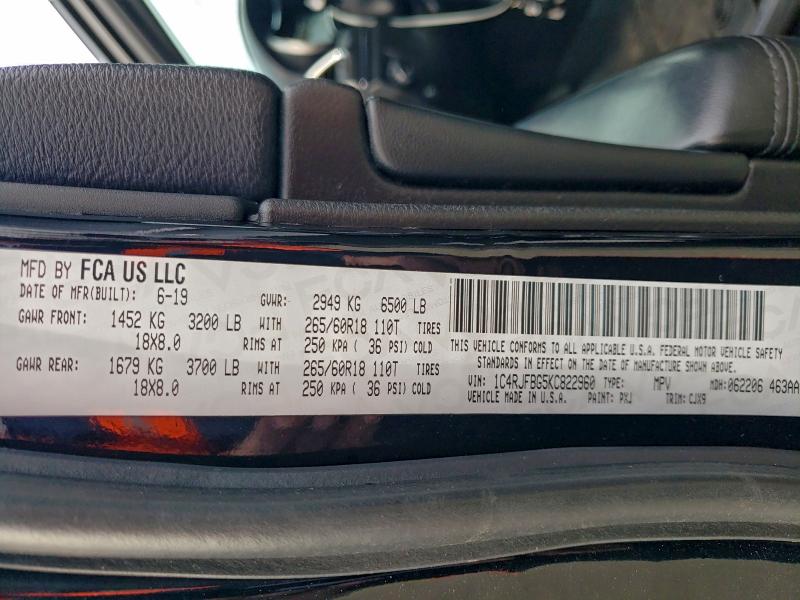 MFD BY FCA US LLC
DATE OF MFR(BUILT): 6-19 GVWR: 2949 KG 6500 LB
GAWR FRONT: 1452 KG 3200 LB WITH 265/60R18 110T TIRES
18X8.0 RIMS AT 250 KPA ( 36 PSI) COLD
GAWR REAR: 1679 KG 3700 LB WITH 265/60R18 110T TIRES
18X8.0 RIMS AT 250 KPA ( 36 PSI) COLD
THIS VEHICLE CONFORMS TO ALL APPLICABLE U.S.A. FEDERAL MOTOR VEHICLE SAFETY
STANDARDS IN EFFECT ON THE DATE OF MANUFACTURE SHOWN ABOVE.
VIN: 1C4RJFBG5KC822960 TYPE: MPV MDH: 062206 463AA
VEHICLE MADE IN U.S.A. PAINT: PXJ TRIM: CJX9